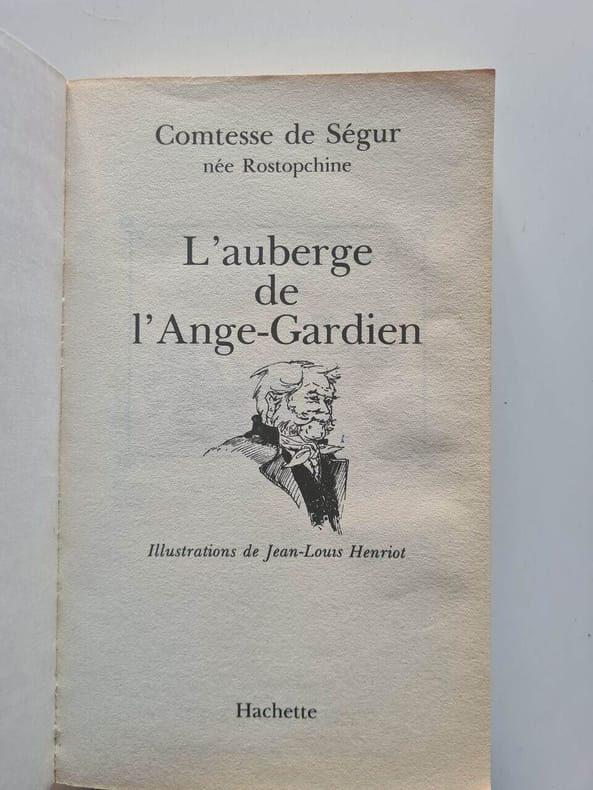 Comtesse de Ségur
née Rostopchine
L'auberge
de
l'Ange-Gardien
Illustrations de Jean-Louis Henriot
Hachette